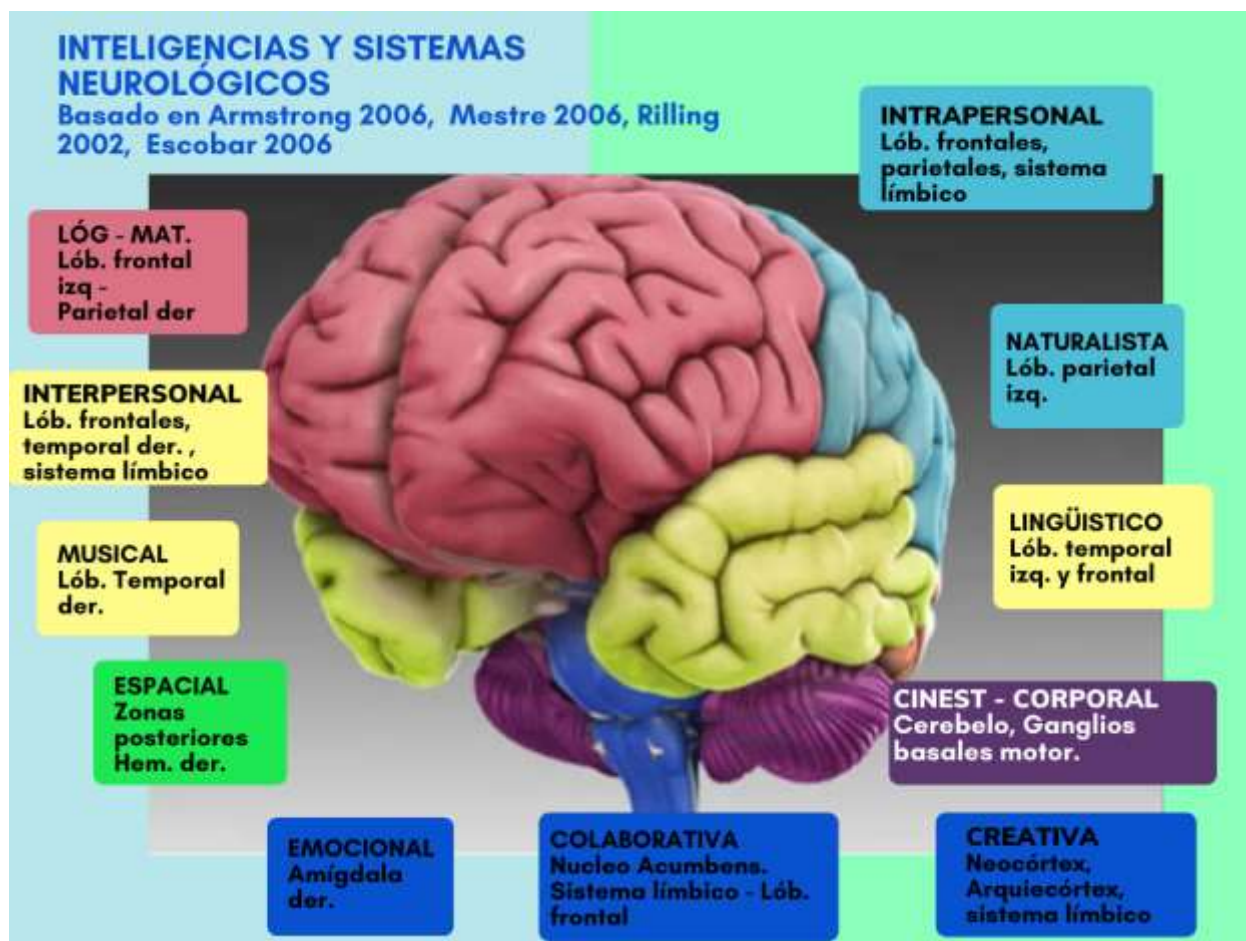 INTELIGENCIAS Y SISTEMAS
NEUROLÓGICOS
Basado en Armstrong 2006, Mestre 2006, Rilling
2002, Escobar 2006
INTRAPERSONAL
Lób. frontales,
parietales, sistema
límbico
LÓG - MAT.
Lób. frontal
izq -
Parietal der
NATURALISTA
Lób. parietal
izq.
INTERPERSONAL
Lób. frontales,
temporal der. ,
sistema límbico
LINGÜISTICO
Lób. temporal
izq. y frontal
MUSICAL
Lób. Temporal
der.
ESPACIAL
Zonas
posteriores
Hem. der.
CINEST - CORPORAL
Cerebelo, Ganglios
basales motor.
EMOCIONAL
Amígdala
der.
COLABORATIVA
Nucleo Acumbens.
Sistema límbico - Lób.
frontal
CREATIVA
Neocórtex,
Arquiecórtex,
sistema límbico